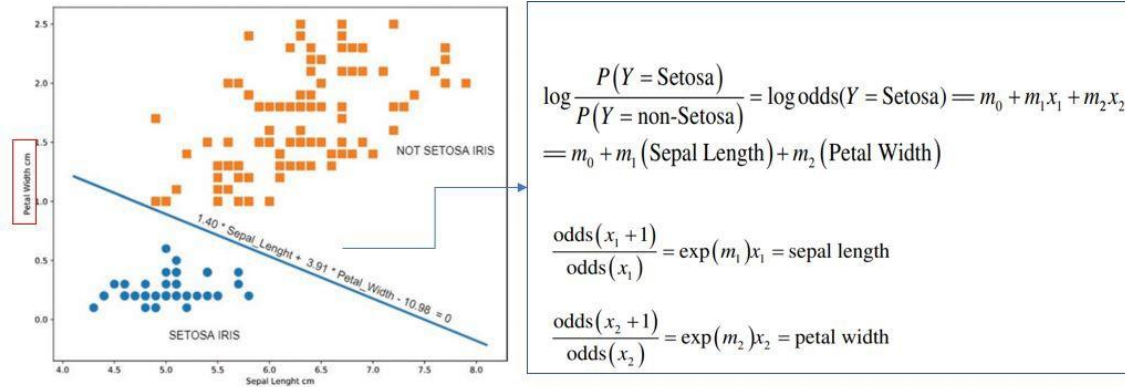 2.5
2.0
1.5
1.0
0.5
0.0
Petal Width cm
4.0 4.5 5.0 5.5 6.0 6.5 7.0 7.5 8.0
Sepal Lenght cm
NOT SETOSA IRIS
1.40 * Sepal_Lenght + 3.91 * Petal_Width - 10.98 = 0
SETOSA IRIS
log P(Y = Setosa) / P(Y = non-Setosa) = log odds(Y = Setosa) = m₀ + m₁x₁ + m₂x₂
= m₀ + m₁ (Sepal Length) + m₂ (Petal Width)
odds(x₁ + 1) / odds(x₁) = exp(m₁)x₁ = sepal length
odds(x₂ + 1) / odds(x₂) = exp(m₂)x₂ = petal width